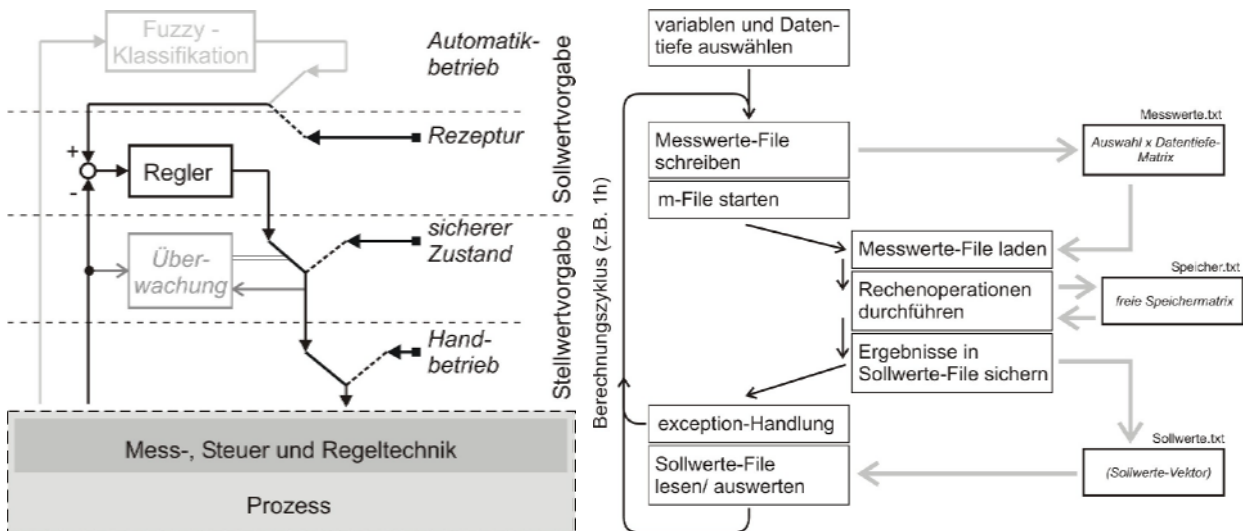 Fuzzy -
Klassifikation
Automatik-
betrieb
Rezeptur
Sollwertvorgabe
+
-
Regler
sicherer
Zustand
Über-
wachung
Stellwertvorgabe
Hand-
betrieb
Mess-, Steuer und Regeltechnik
Prozess
variablen und Daten-
tiefe auswählen
Berechnungszyklus (z.B. 1h)
Messwerte-File
schreiben
m-File starten
Messwerte.txt
Auswahl x Datentiefe-
Matrix
Messwerte-File laden
Rechenoperationen
durchführen
Speicher.txt
freie Speichermatrix
Ergebnisse in
Sollwerte-File sichern
exception-Handlung
Sollwerte-File
lesen/ auswerten
Sollwerte.txt
(Sollwerte-Vektor)